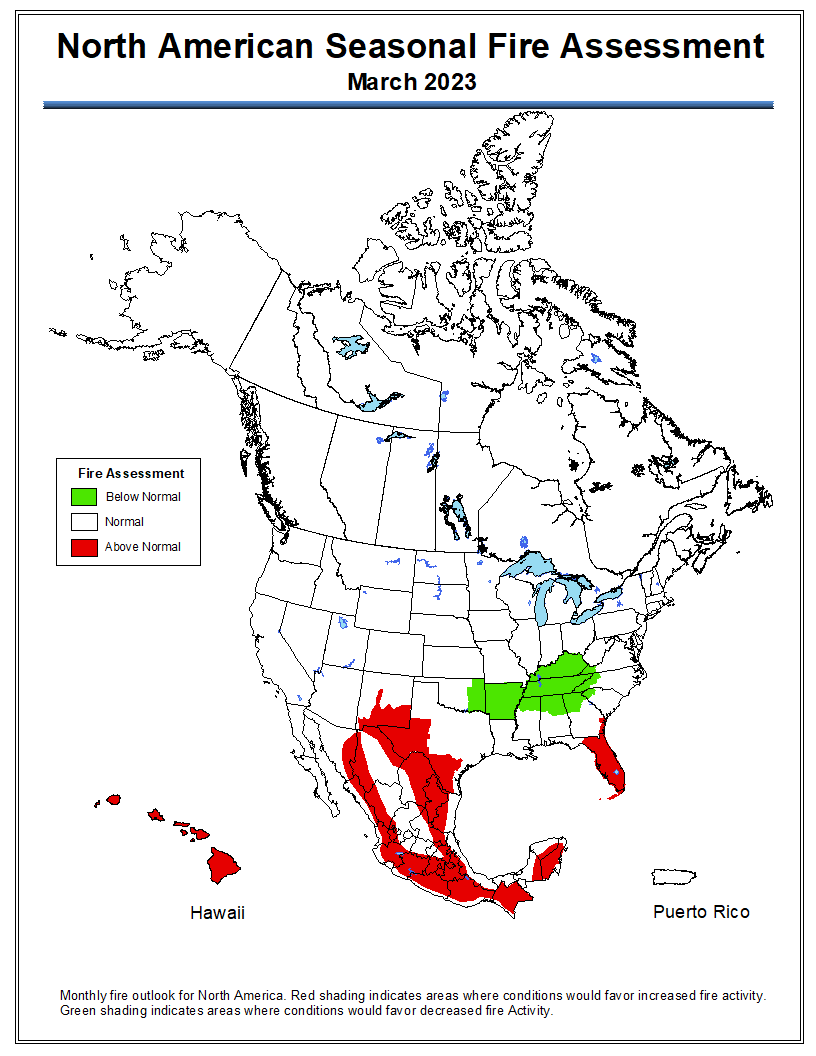 North American Seasonal Fire Assessment
March 2023
Fire Assessment
Below Normal
Normal
Above Normal
Hawaii
Puerto Rico
Monthly fire outlook for North America. Red shading indicates areas where conditions would favor increased fire activity.
Green shading indicates areas where conditions would favor decreased fire Activity.